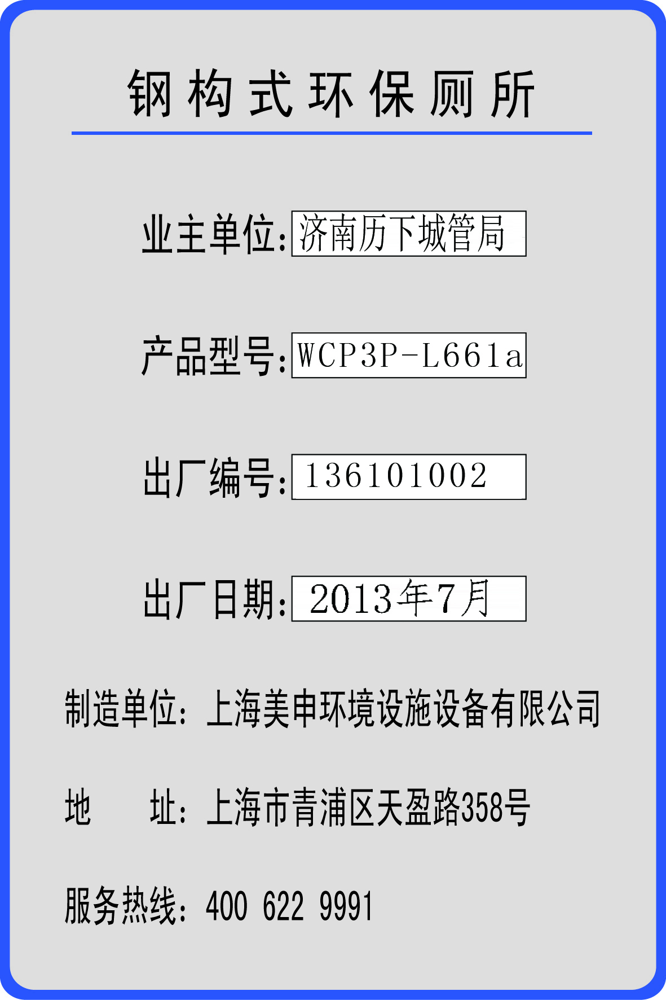 钢构式环保厕所
业主单位：济南历下城管局
产品型号：WCP3P-L661a
出厂编号：136101002
出厂日期：2013年7月
制造单位：上海美申环境设施设备有限公司
地　　址：上海市青浦区天盈路358号
服务热线：400 622 9991